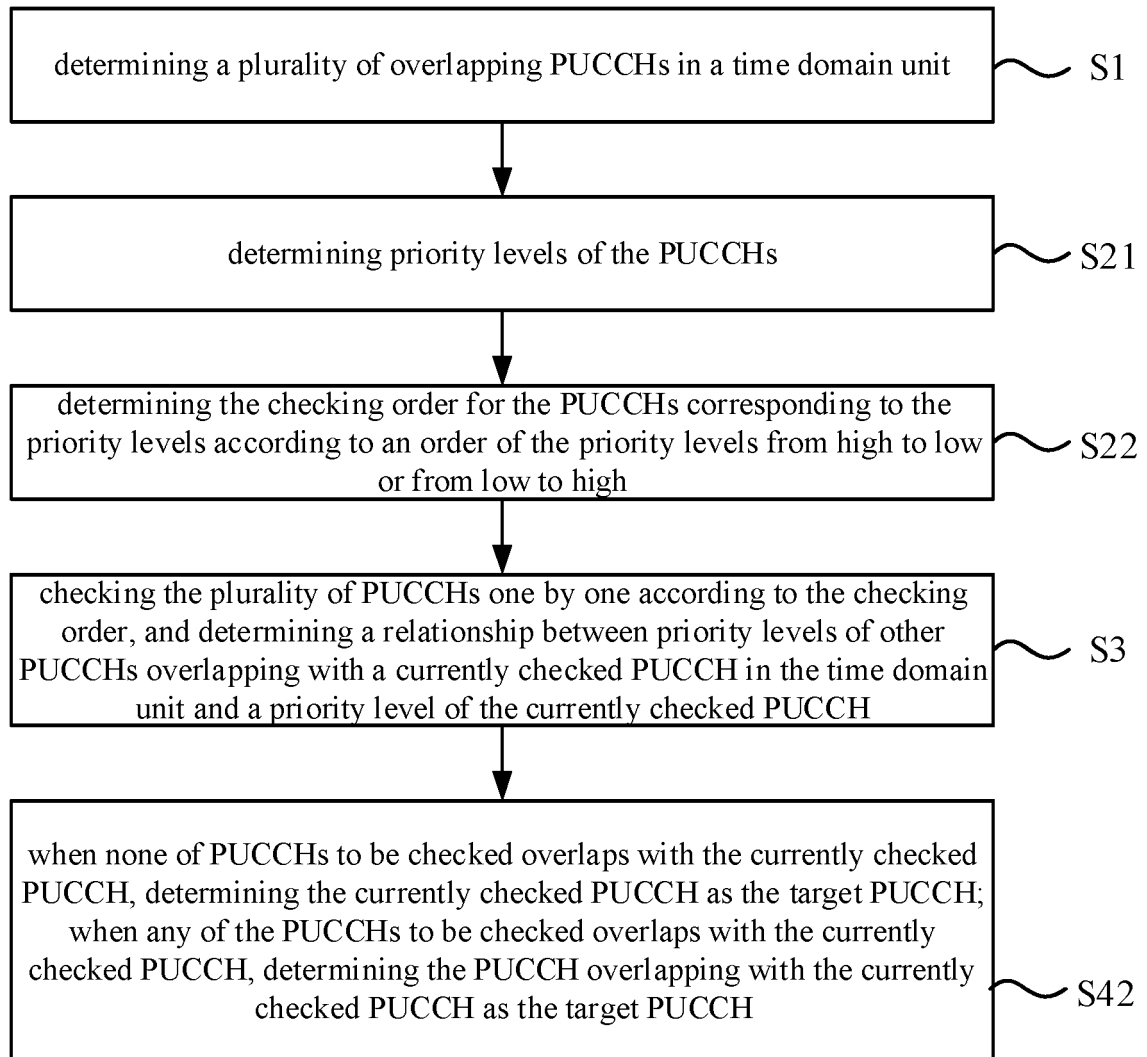 determining a plurality of overlapping PUCCHs in a time domain unit
S1
determining priority levels of the PUCCHs
S21
determining the checking order for the PUCCHs corresponding to the
priority levels according to an order of the priority levels from high to low
or from low to high
S22
checking the plurality of PUCCHs one by one according to the checking
order, and determining a relationship between priority levels of other
PUCCHs overlapping with a currently checked PUCCH in the time domain
unit and a priority level of the currently checked PUCCH
S3
when none of PUCCHs to be checked overlaps with the currently checked
PUCCH, determining the currently checked PUCCH as the target PUCCH;
when any of the PUCCHs to be checked overlaps with the currently
checked PUCCH, determining the PUCCH overlapping with the currently
checked PUCCH as the target PUCCH
S42